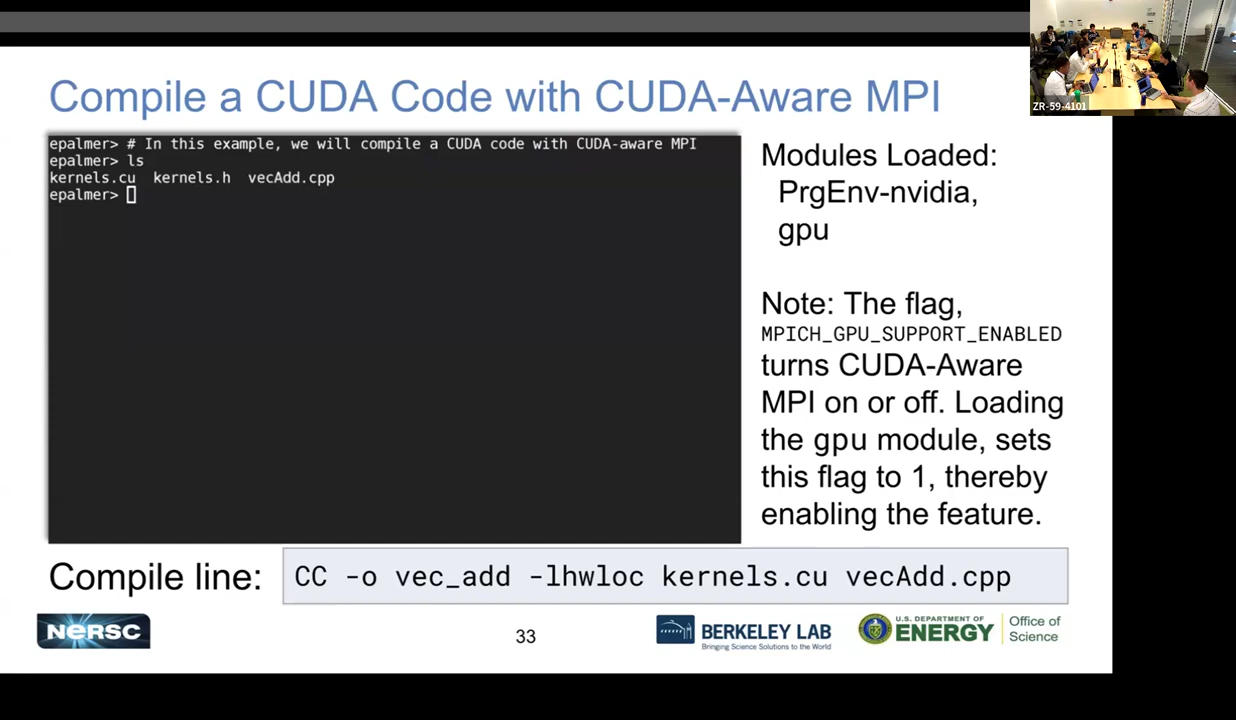 ZR-59-4101
Compile a CUDA Code with CUDA-Aware MPI
epalmer> # In this example, we will compile a CUDA code with CUDA-aware MPI
epalmer> ls
kernels.cu kernels.h vecAdd.cpp
epalmer>
Modules Loaded:
PrgEnv-nvidia,
gpu
Note: The flag,
MPICH_GPU_SUPPORT_ENABLED
turns CUDA-Aware
MPI on or off. Loading
the gpu module, sets
this flag to 1, thereby
enabling the feature.
Compile line:
CC -o vec_add -lhwloc kernels.cu vecAdd.cpp
NERSC
33
BERKELEY LAB
Bringing Science Solutions to the World
U.S. DEPARTMENT OF
ENERGY
Office of
Science